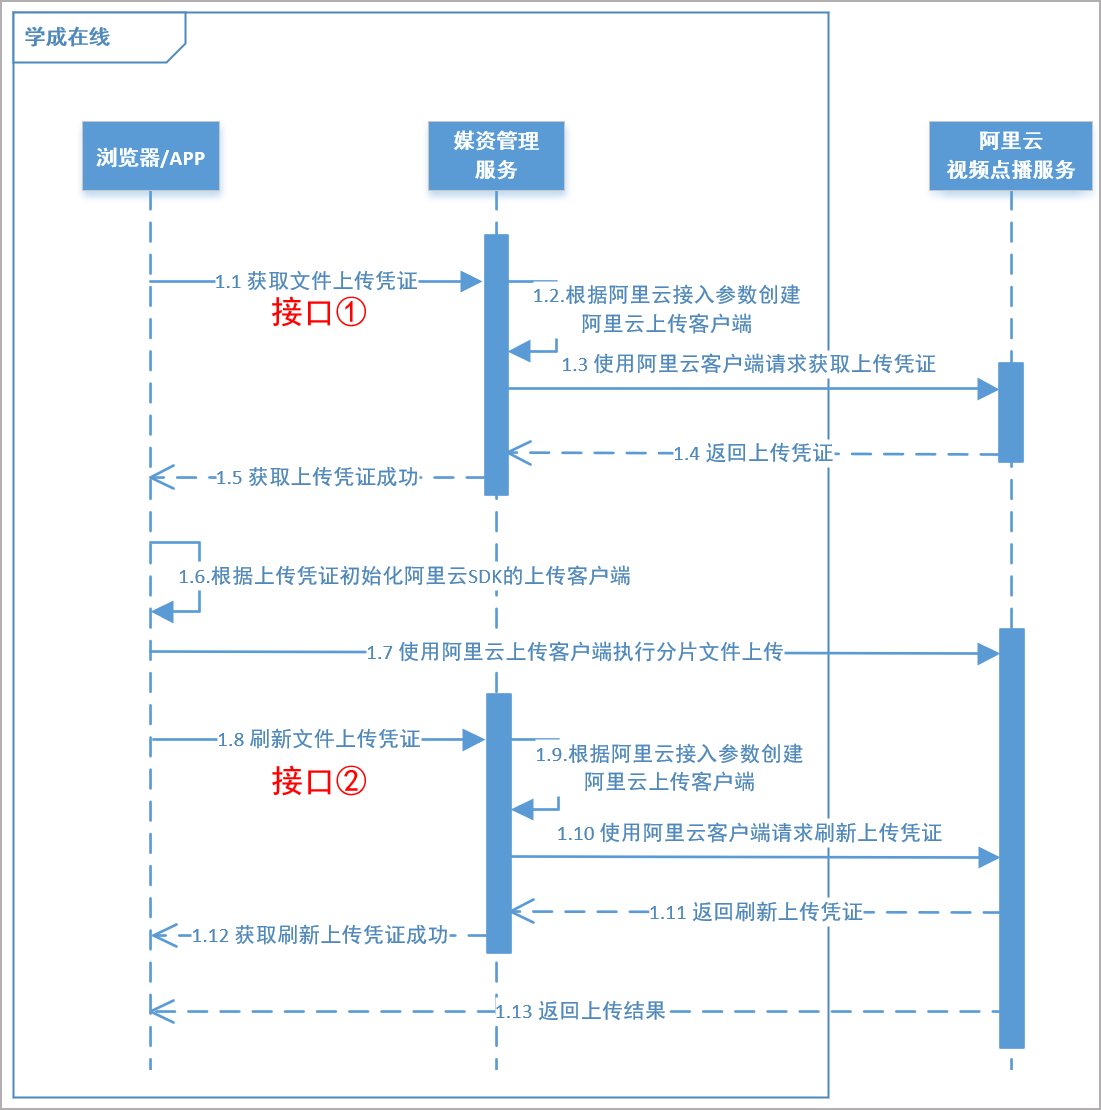 学成在线
浏览器/APP
媒资管理
服务
阿里云
视频点播服务
1.1 获取文件上传凭证
接口①
1.2.根据阿里云接入参数创建
阿里云上传客户端
1.3 使用阿里云客户端请求获取上传凭证
1.4 返回上传凭证
1.5 获取上传凭证成功
1.6.根据上传凭证初始化阿里云SDK的上传客户端
1.7 使用阿里云上传客户端执行分片文件上传
1.8 刷新文件上传凭证
接口②
1.9.根据阿里云接入参数创建
阿里云上传客户端
1.10 使用阿里云客户端请求刷新上传凭证
1.11 返回刷新上传凭证
1.12 获取刷新上传凭证成功
1.13 返回上传结果